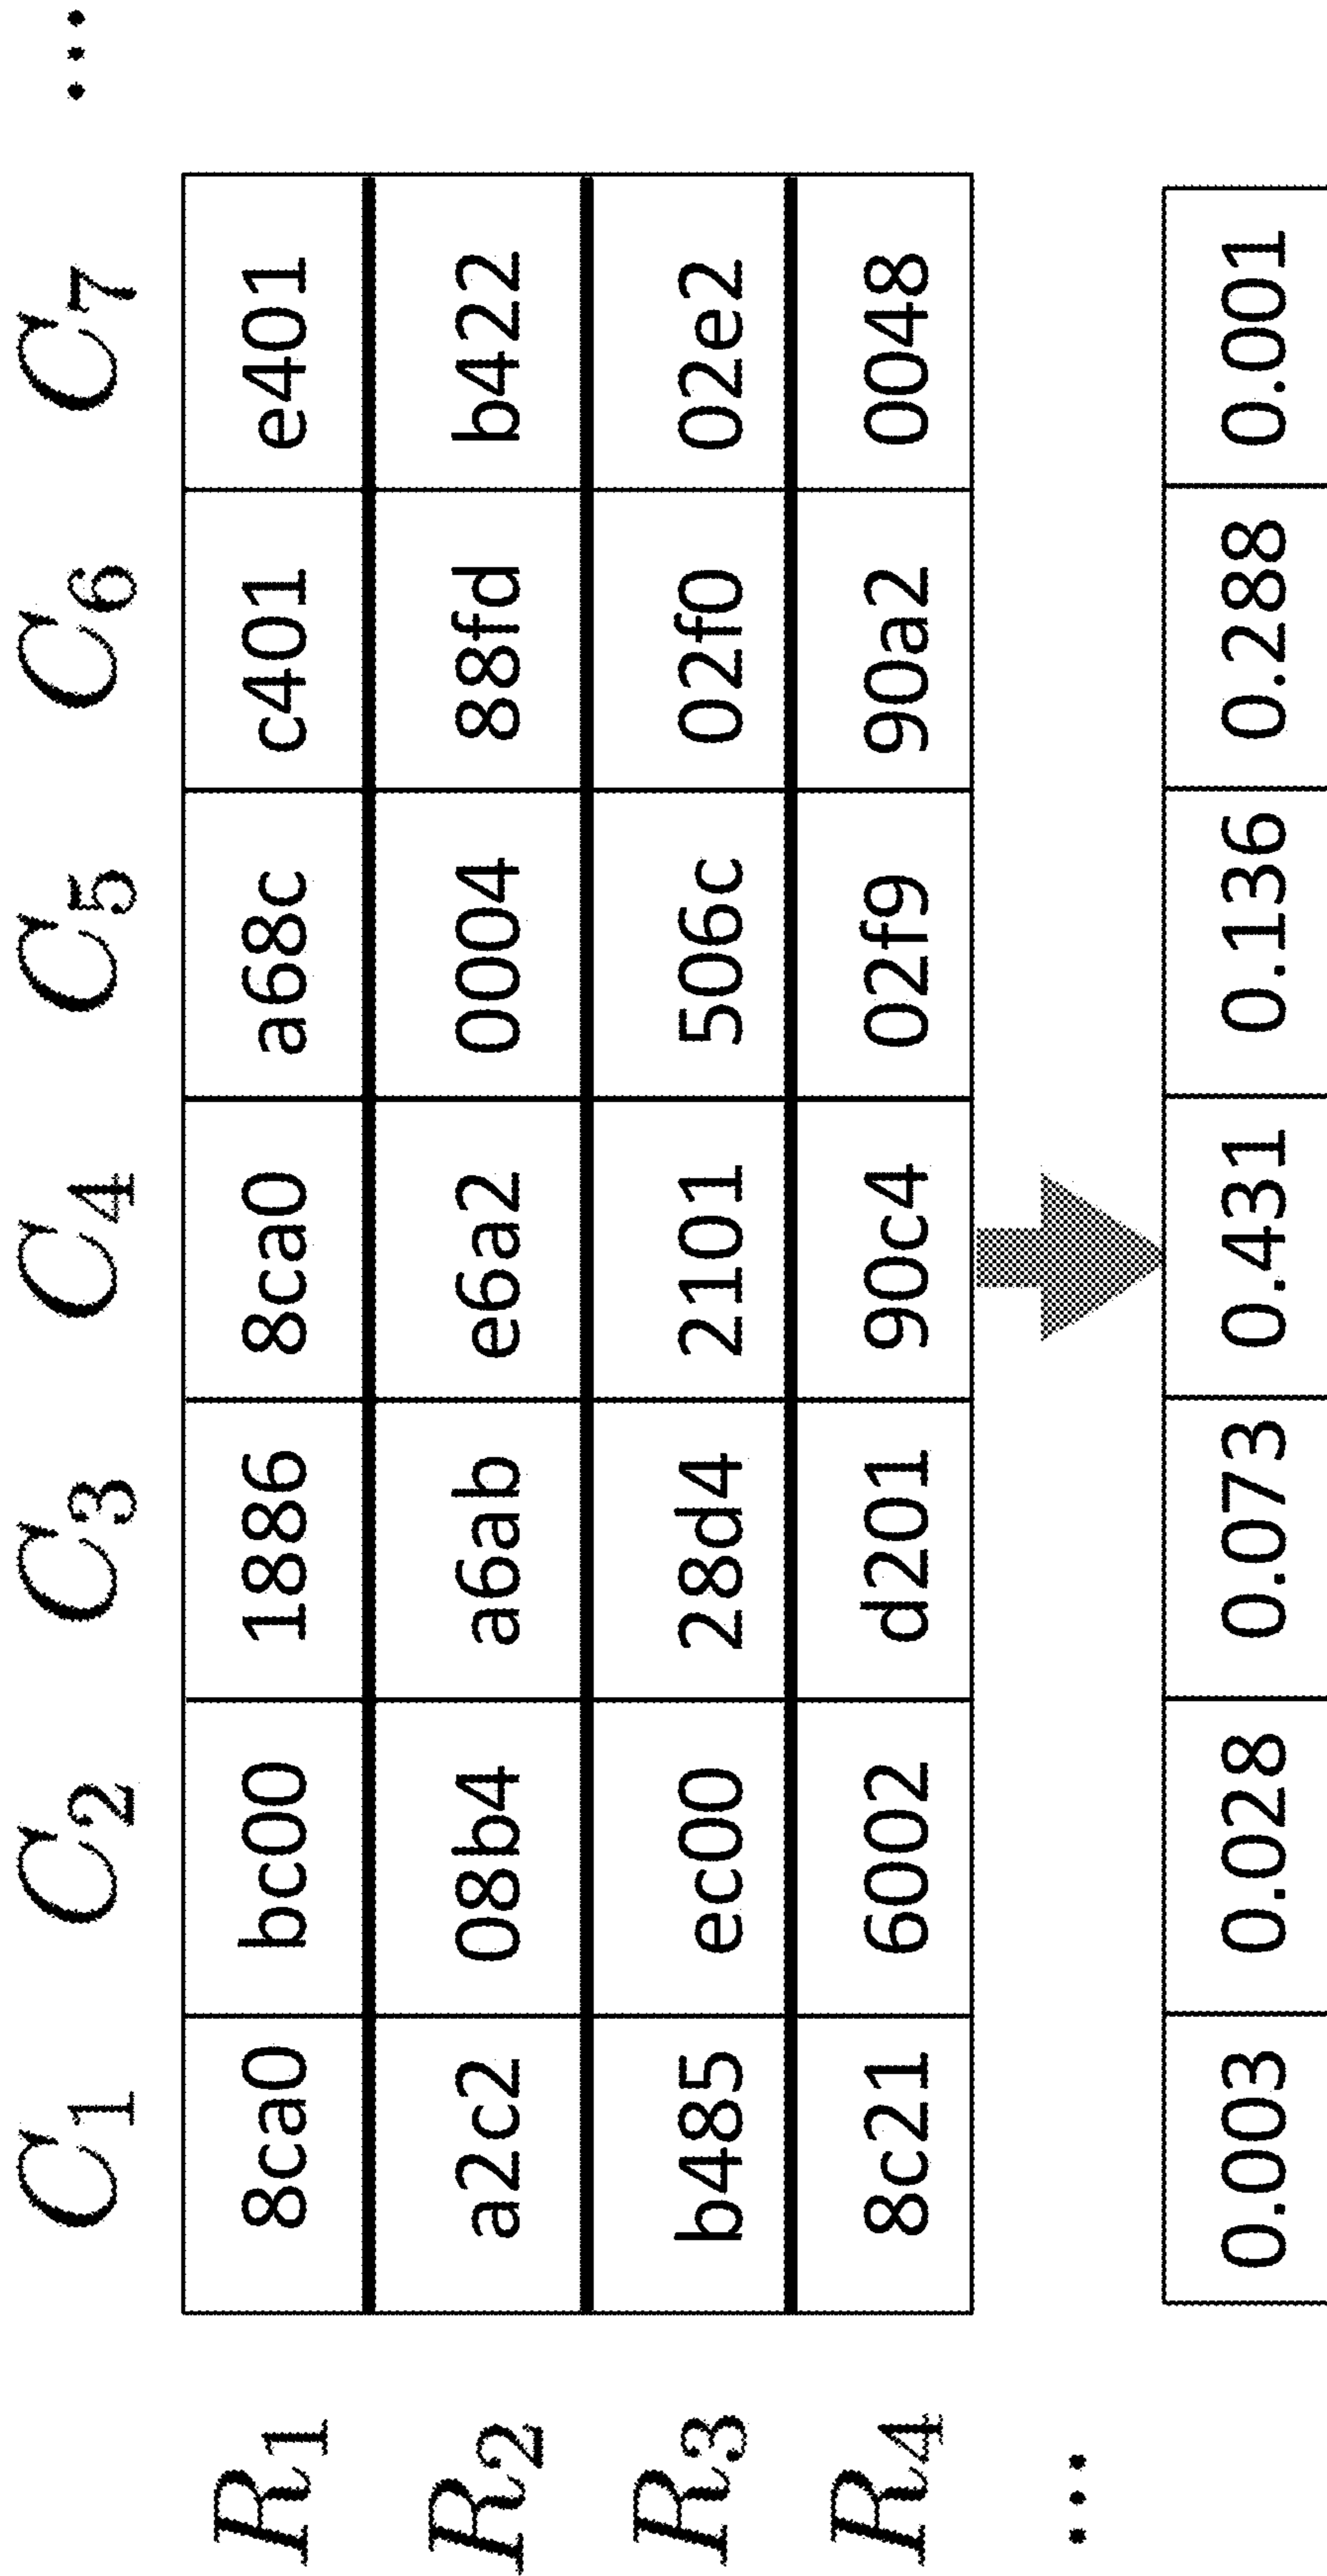 C1 C2 C3 C4 C5 C6 C7 ...
R1 8ca0 bc00 1886 8ca0 a68c c401 e401
R2 a2c2 08b4 a6ab e6a2 0004 88fd b422
R3 b485 ec00 28d4 2101 506c 02f0 02e2
R4 8c21 6002 d201 90c4 02f9 90a2 0048
...
0.003 0.028 0.073 0.431 0.136 0.288 0.001